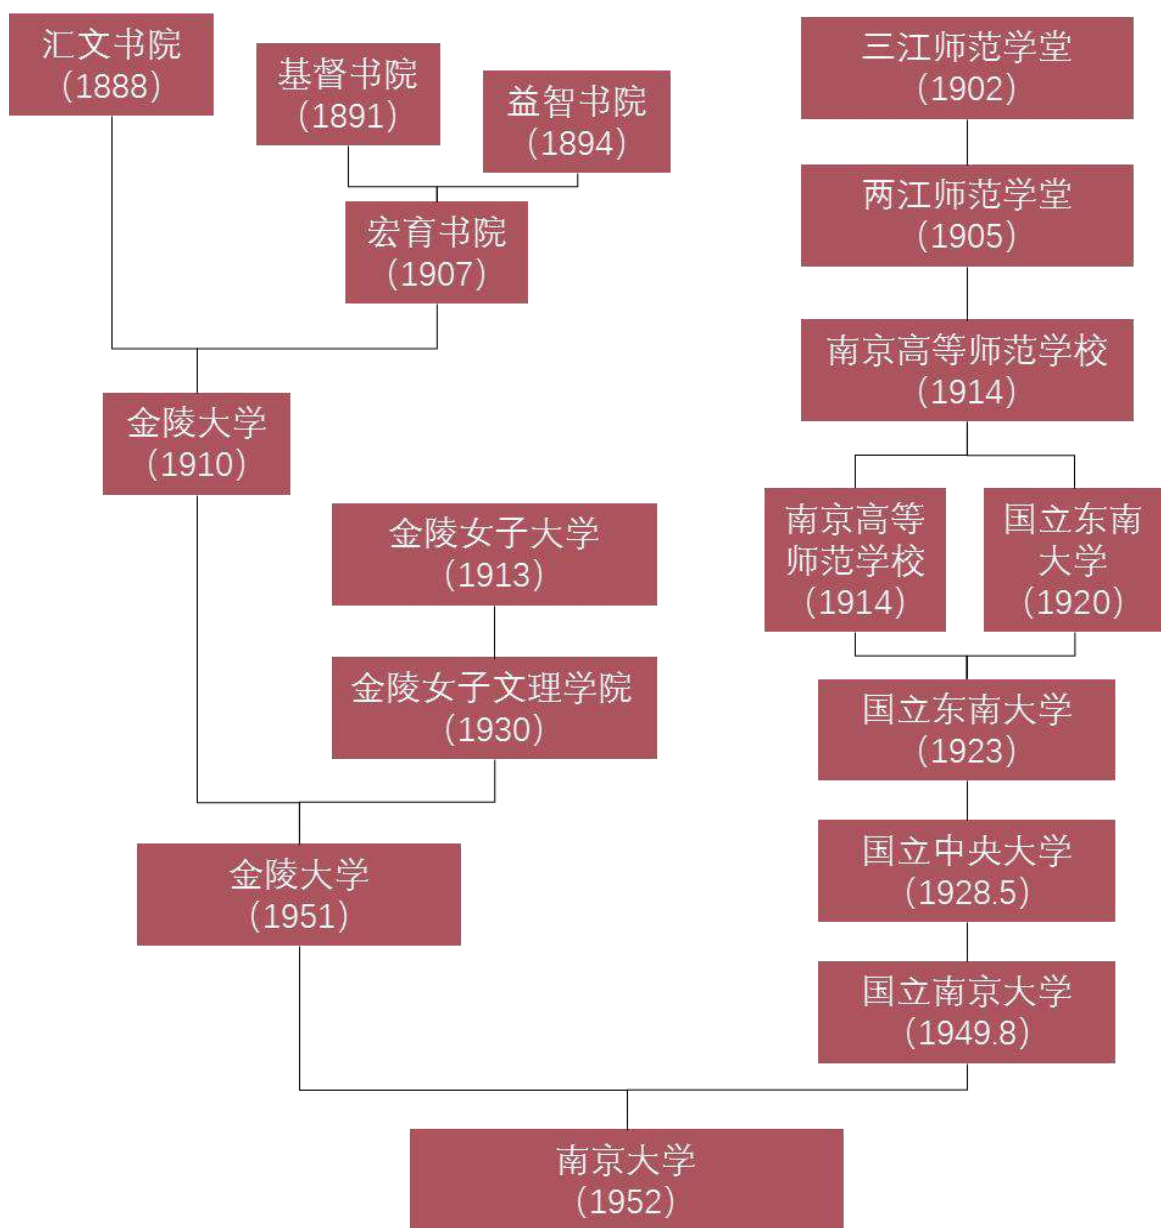 汇文书院
（1888）
基督书院
（1891）
益智书院
（1894）
宏育书院
（1907）
金陵大学
（1910）
金陵女子大学
（1913）
金陵女子文理学院
（1930）
金陵大学
（1951）
三江师范学堂
（1902）
两江师范学堂
（1905）
南京高等师范学校
（1914）
南京高等
师范学校
（1914）
国立东南
大学
（1920）
国立东南大学
（1923）
国立中央大学
（1928.5）
国立南京大学
（1949.8）
南京大学
（1952）